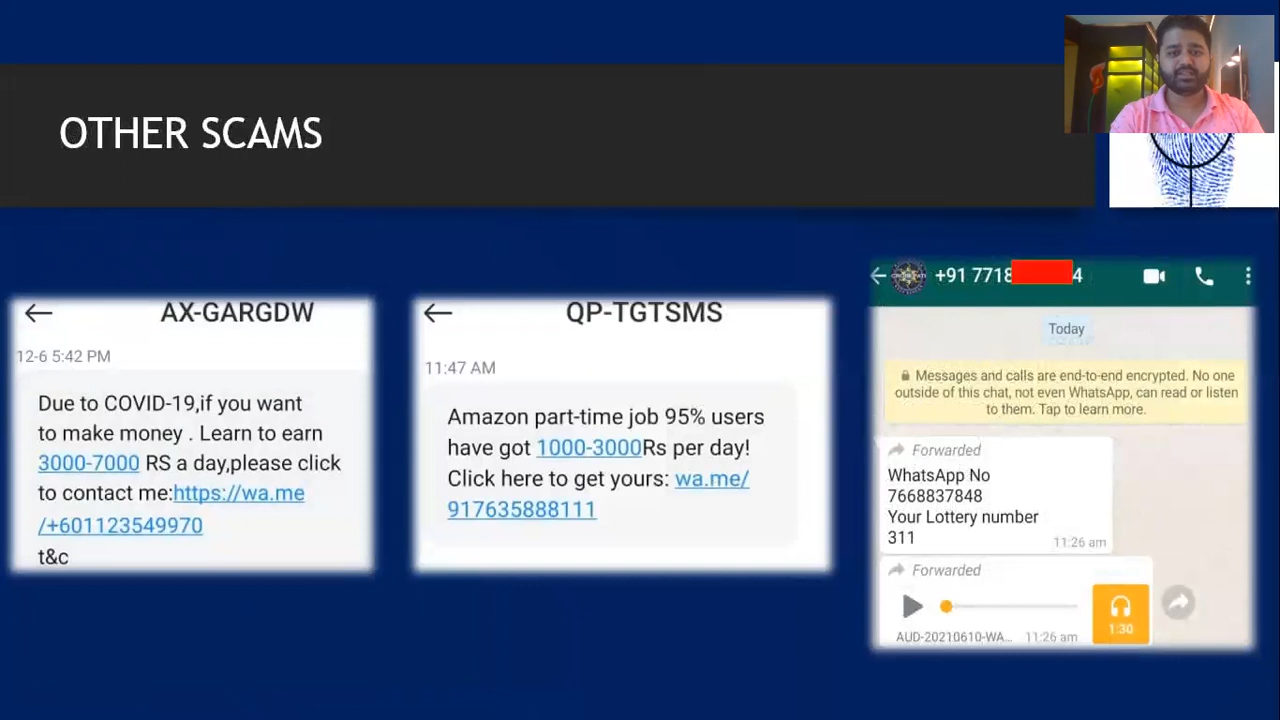 OTHER SCAMS
AX-GARGDW
12-6 5:42 PM
Due to COVID-19,if you want
to make money . Learn to earn
3000-7000 RS a day,please click
to contact me:https://wa.me
/+601123549970
t&c
QP-TGTSMS
11:47 AM
Amazon part-time job 95% users
have got 1000-3000Rs per day!
Click here to get yours: wa.me/
917635888111
+91 7718 4
Today
Messages and calls are end-to-end encrypted. No one
outside of this chat, not even WhatsApp, can read or listen
to them. Tap to learn more.
Forwarded
WhatsApp No
7668837848
Your Lottery number
311
11:26 am
Forwarded
1:30
AUD-20210610-WA... 11:26 am